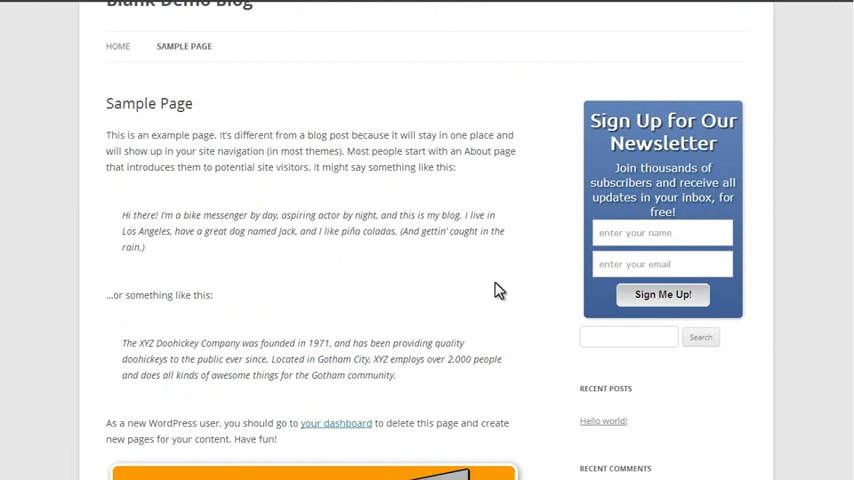 Blank Demo Blog
HOME
SAMPLE PAGE
Sample Page
This is an example page. It's different from a blog post because it will stay in one place and
will show up in your site navigation (in most themes). Most people start with an About page
that introduces them to potential site visitors. It might say something like this:
Hi there! I'm a bike messenger by day, aspiring actor by night, and this is my blog. I live in
Los Angeles, have a great dog named Jack, and I like piña coladas. (And gettin' caught in the
rain.)
...or something like this:
The XYZ Doohickey Company was founded in 1971, and has been providing quality
doohickeys to the public ever since. Located in Gotham City, XYZ employs over 2,000 people
and does all kinds of awesome things for the Gotham community.
As a new WordPress user, you should go to your dashboard to delete this page and create
new pages for your content. Have fun!
Sign Up for Our
Newsletter
Join thousands of
subscribers and receive all
updates in your inbox, for
free!
enter your name
enter your email
Sign Me Up!
Search
RECENT POSTS
Hello world!
RECENT COMMENTS